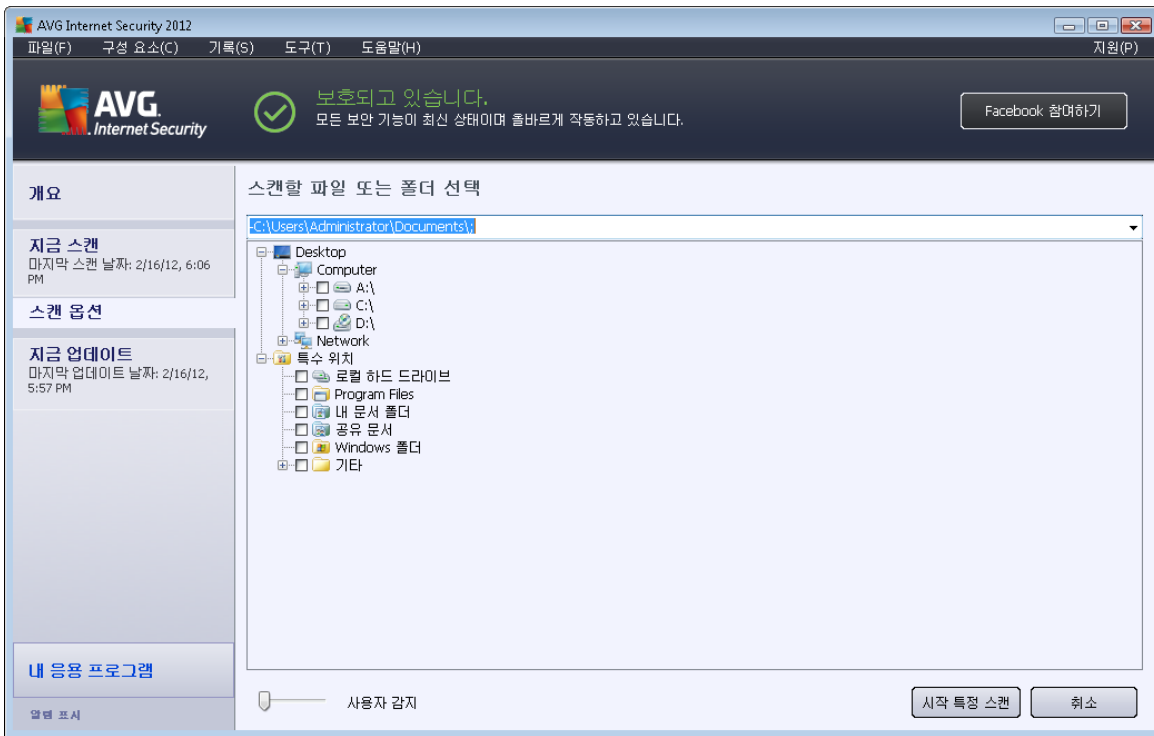 AVG Internet Security 2012
파일(F) 구성 요소(C) 기록(S) 도구(T) 도움말(H) 지원(P)
AVG.
Internet Security
보호되고 있습니다.
모든 보안 기능이 최신 상태이며 올바르게 작동하고 있습니다.
Facebook 참여하기
개요
지금 스캔
마지막 스캔 날짜: 2/16/12, 6:06
PM
스캔 옵션
지금 업데이트
마지막 업데이트 날짜: 2/16/12,
5:57 PM
내 응용 프로그램
알림 표시
스캔할 파일 또는 폴더 선택
-C:\Users\Administrator\Documents\;
Desktop
Computer
A:\
C:\
D:\
Network
특수 위치
로컬 하드 드라이브
Program Files
내 문서 폴더
공유 문서
Windows 폴더
기타
사용자 감지
시작 특정 스캔
취소